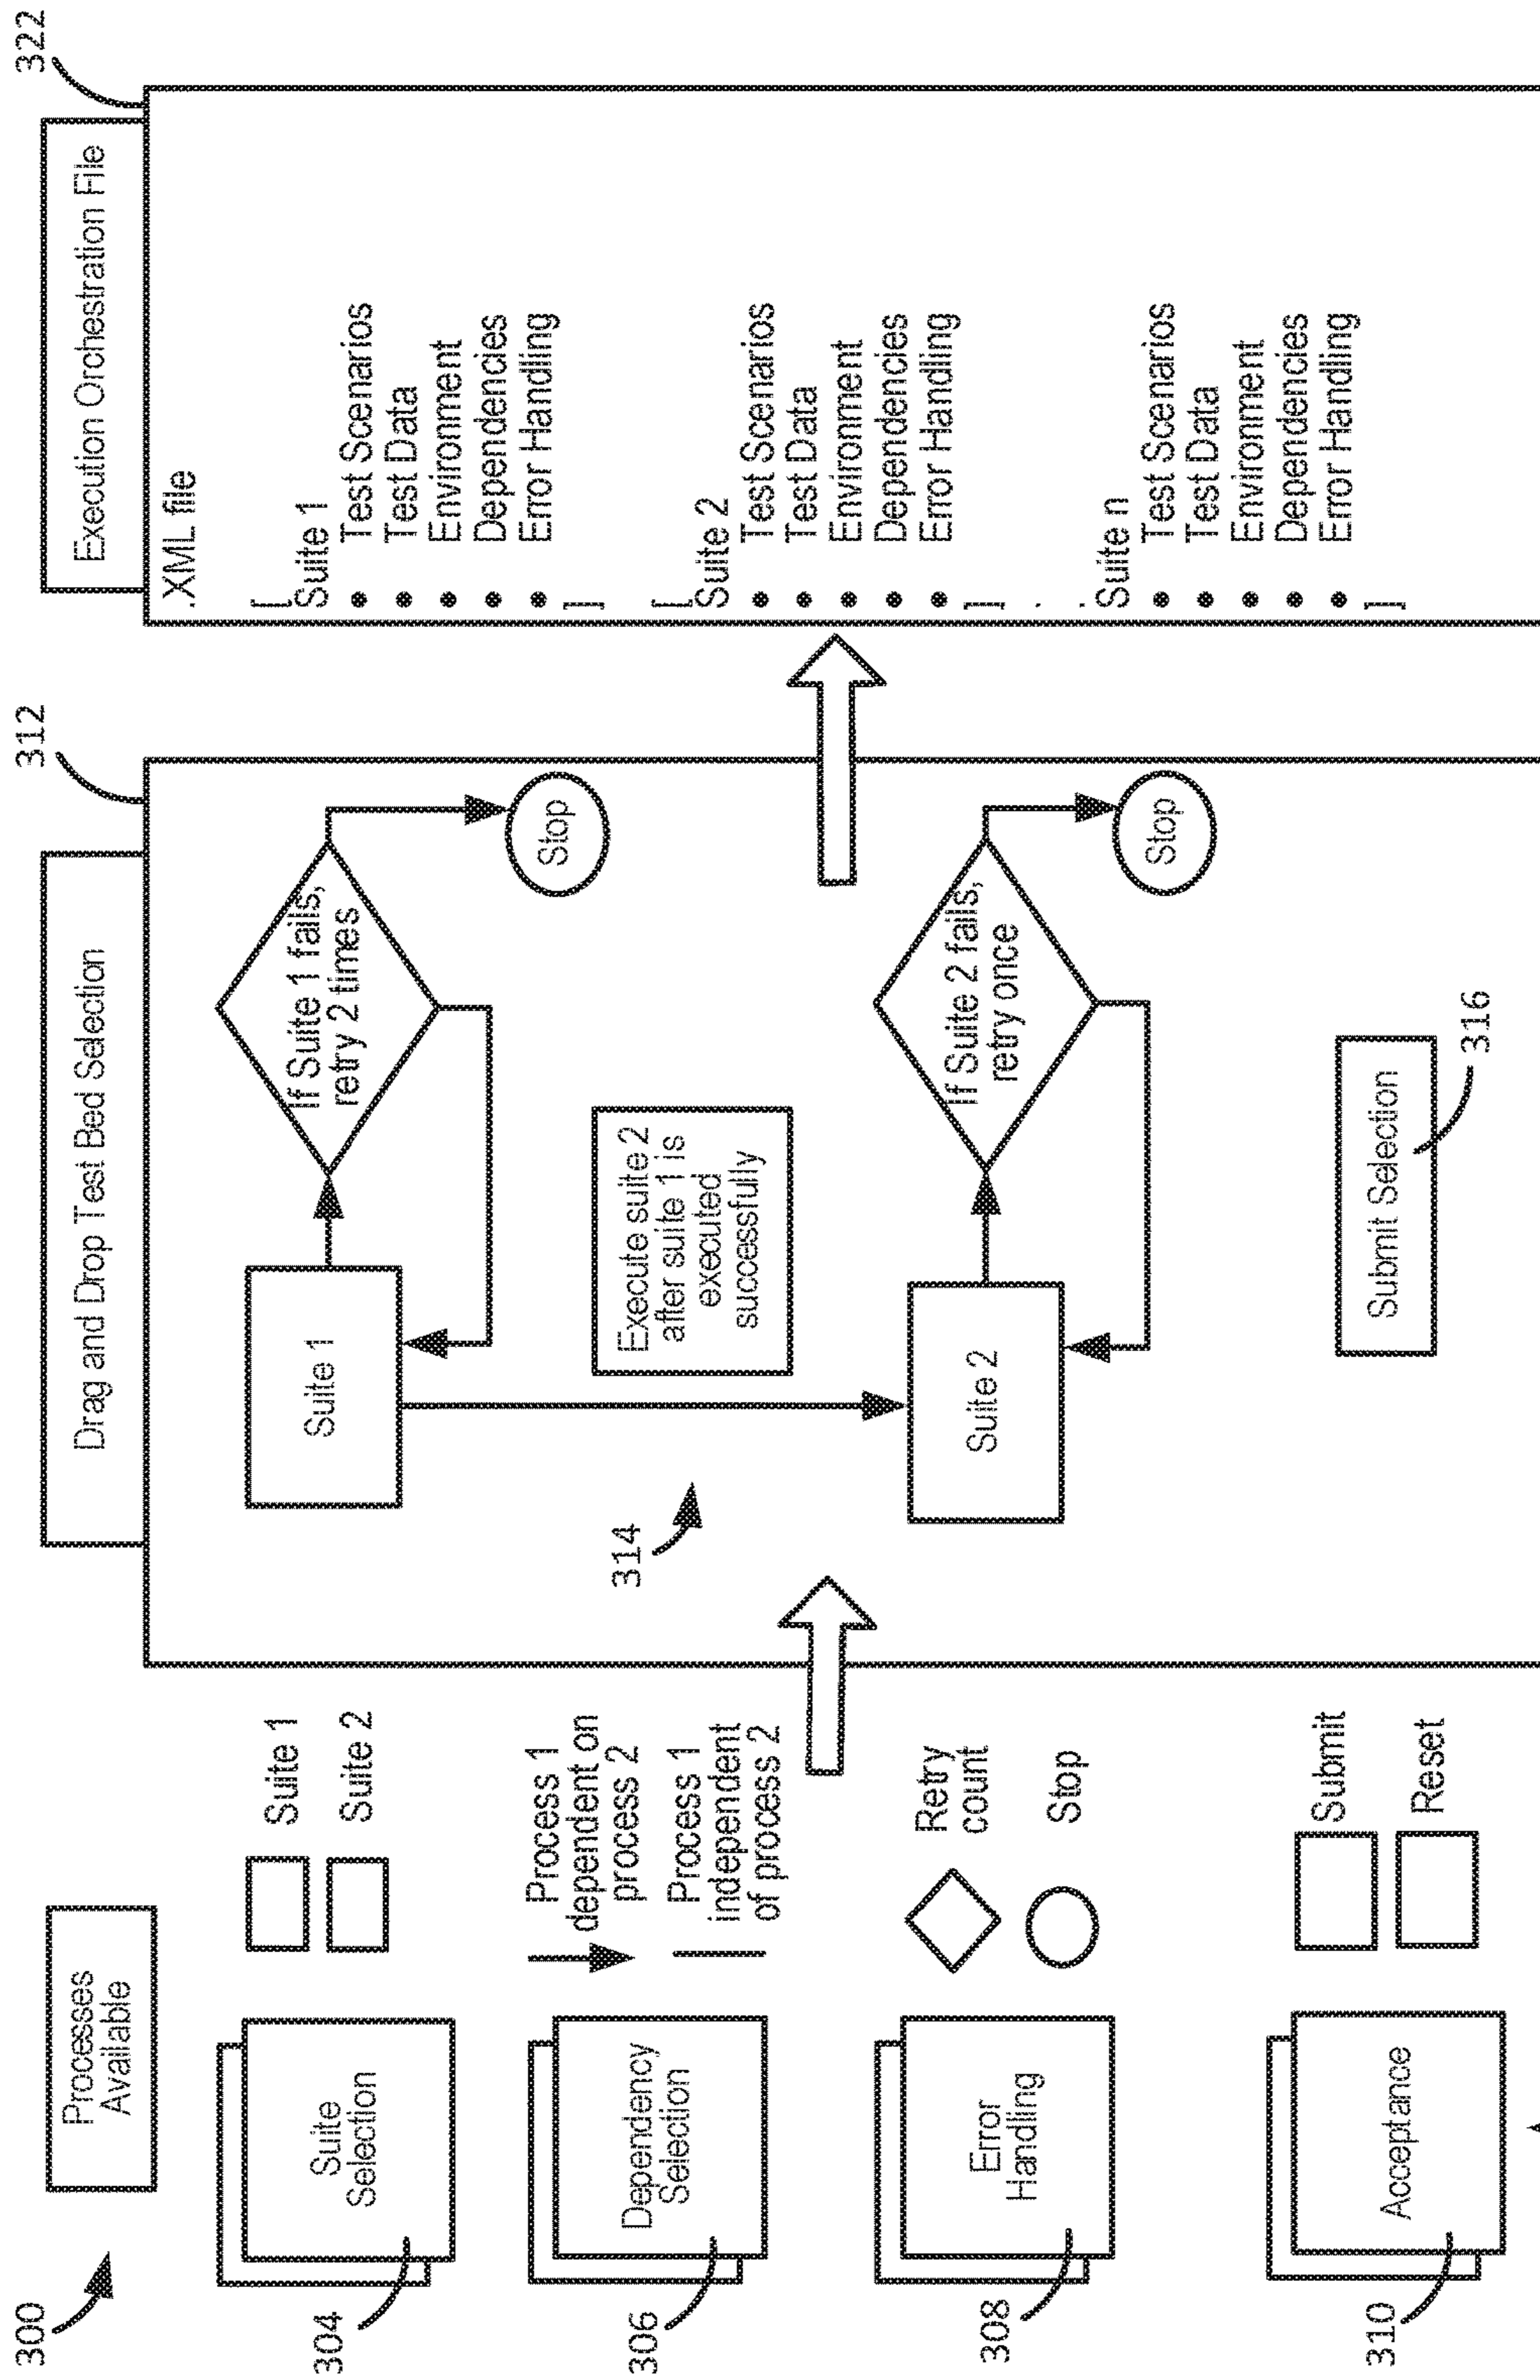 300
Processes
Available
304
Suite
Selection
Suite 1
Suite 2
306
Dependency
Selection
Process 1
dependent on
process 2
Process 1
independent
of process 2
308
Error
Handling
Retry
count
Stop
310
Acceptance
Submit
Reset
Drag and Drop Test Bed Selection
312
Suite 1
If Suite 1 fails,
retry 2 times
Stop
314
Execute suite 2
after suite 1 is
executed
successfully
Suite 2
If Suite 2 fails,
retry once
Stop
Submit Selection
316
Execution Orchestration File
322
.XML file
[
Suite 1
● Test Scenarios
● Test Data
● Environment
● Dependencies
● Error Handling
]
[
Suite 2
● Test Scenarios
● Test Data
● Environment
● Dependencies
● Error Handling
]
.
.
Suite n
● Test Scenarios
● Test Data
● Environment
● Dependencies
● Error Handling
]